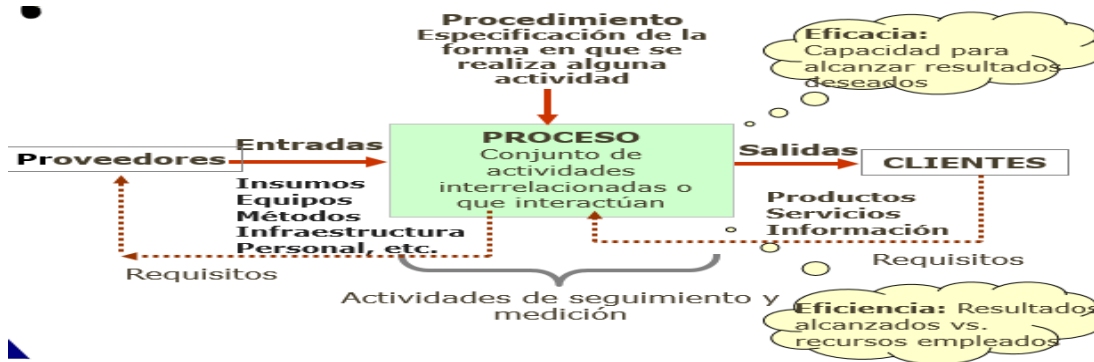 Procedimiento
Especificación de la
forma en que se
realiza alguna
actividad
Eficacia:
Capacidad para
alcanzar resultados
deseados
Proveedores
Entradas
Insumos
Equipos
Métodos
Infraestructura
Personal, etc.
PROCESO
Conjunto de
actividades
interrelacionadas o
que interactúan
Salidas
CLIENTES
Productos
Servicios
Información
Requisitos
Requisitos
Actividades de seguimiento y
medición
Eficiencia: Resultados
alcanzados vs.
recursos empleados